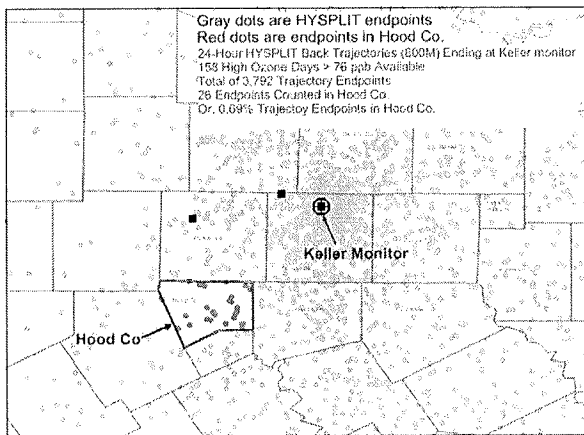 Gray dots are HYSPLIT endpoints
Red dots are endpoints in Hood Co.
24-Hour HYSPLIT Back Trajectories (800M) Ending at Keller monitor
158 High Ozone Days > 76 ppb Available
Total of 3,792 Trajectory Endpoints
26 Endpoints Counted in Hood Co.
Or, 0.69% Trajectoy Endpoints in Hood Co.
Keller Monitor
Hood Co